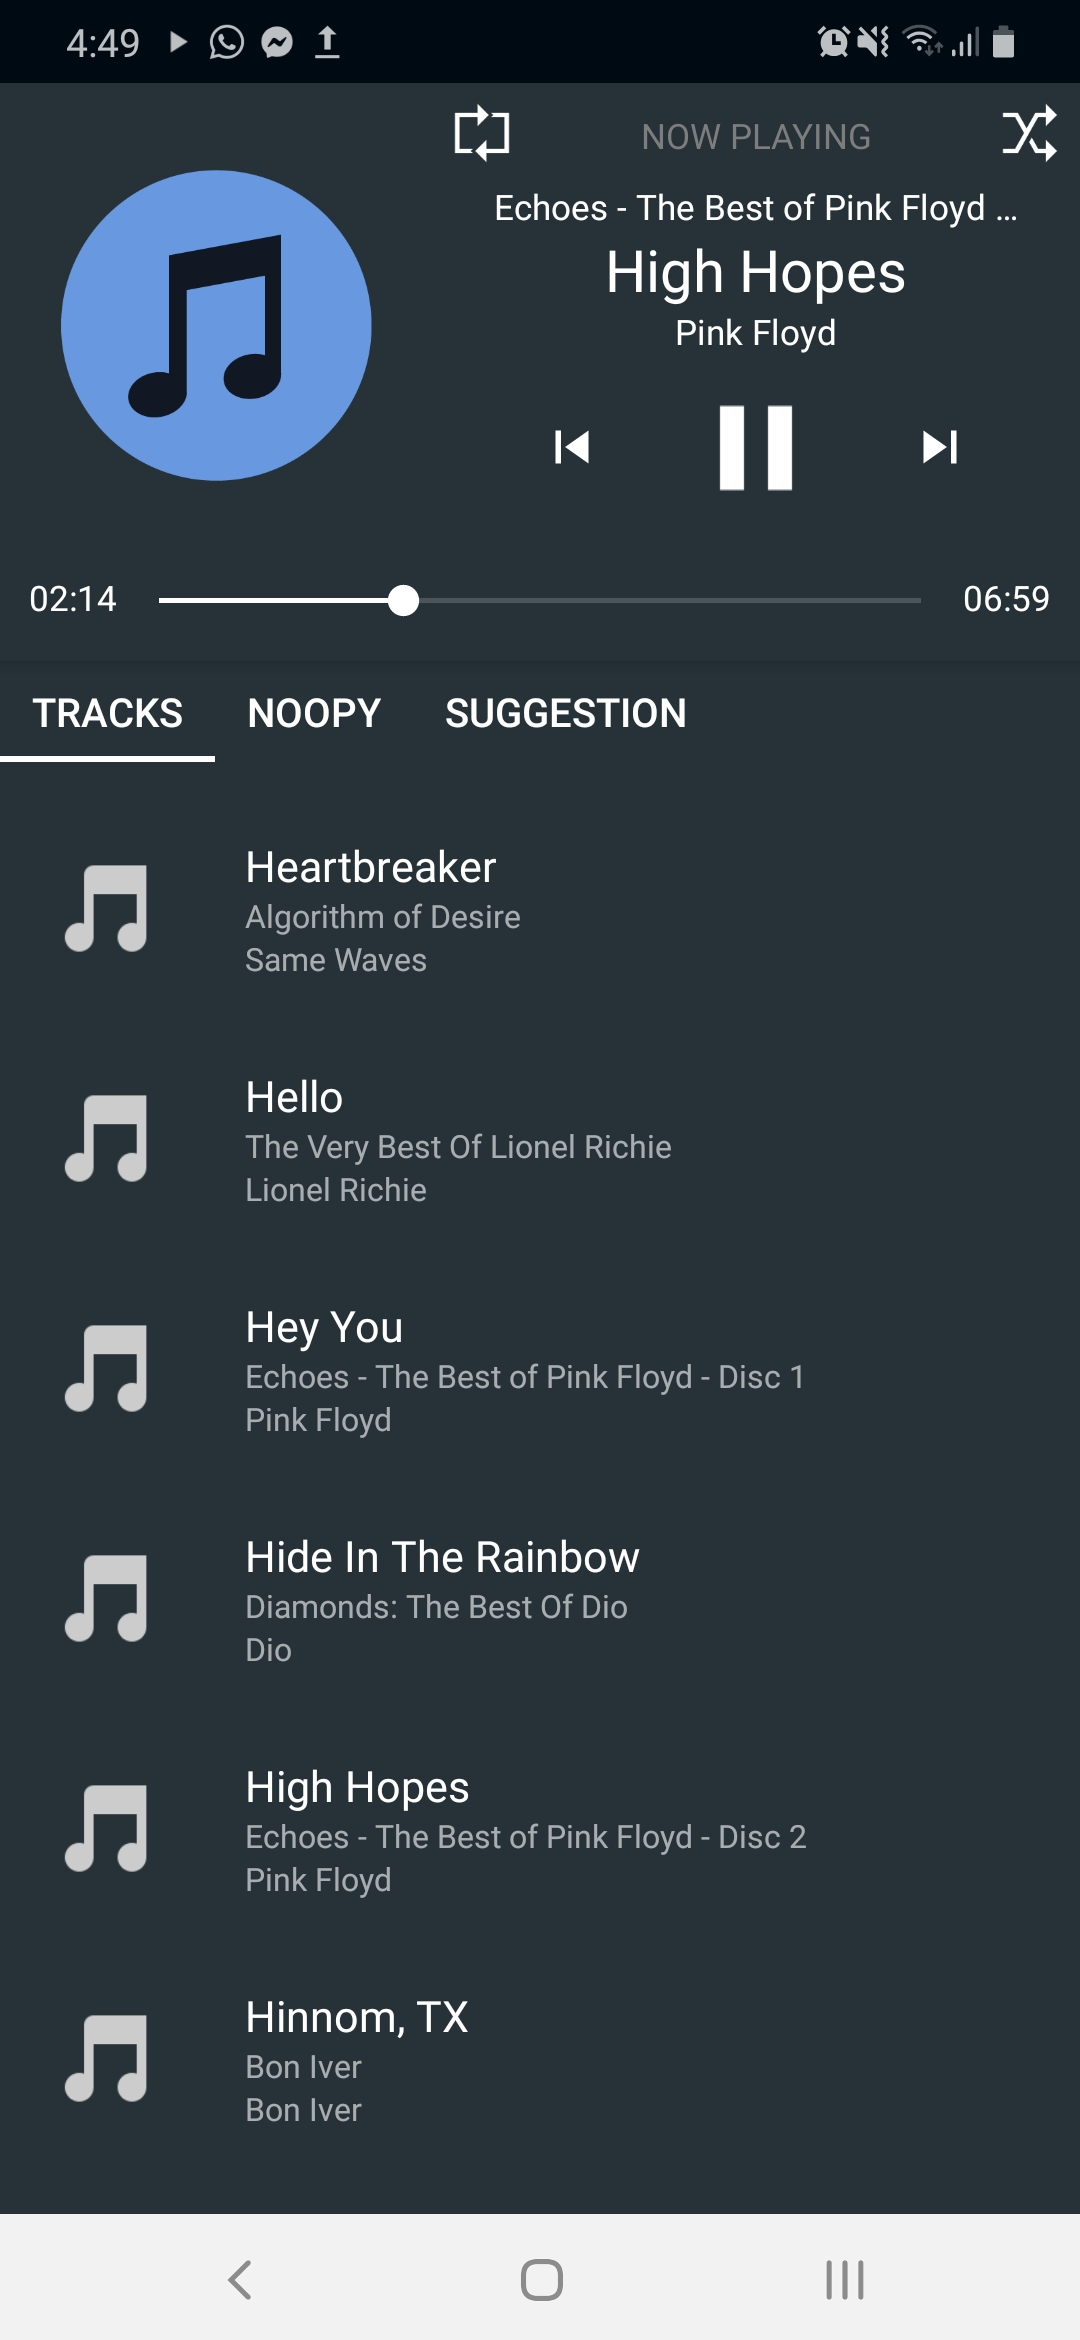 4:49
NOW PLAYING
Echoes - The Best of Pink Floyd ...
High Hopes
Pink Floyd
02:14
06:59
TRACKS NOOPY SUGGESTION
Heartbreaker
Algorithm of Desire
Same Waves
Hello
The Very Best Of Lionel Richie
Lionel Richie
Hey You
Echoes - The Best of Pink Floyd - Disc 1
Pink Floyd
Hide In The Rainbow
Diamonds: The Best Of Dio
Dio
High Hopes
Echoes - The Best of Pink Floyd - Disc 2
Pink Floyd
Hinnom, TX
Bon Iver
Bon Iver